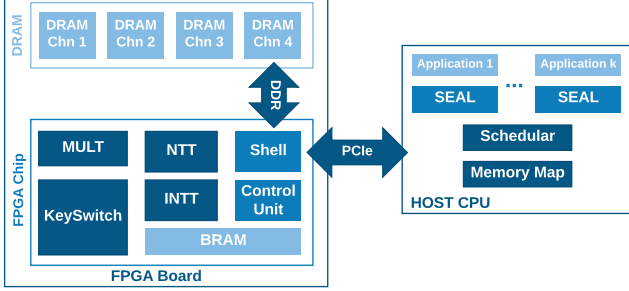 DRAM
DRAM
Chn 1
DRAM
Chn 2
DRAM
Chn 3
DRAM
Chn 4
DDR
FPGA Chip
MULT
NTT
Shell
KeySwitch
INTT
Control
Unit
BRAM
FPGA Board
PCIe
Application 1
...
Application k
SEAL
SEAL
Schedular
Memory Map
HOST CPU